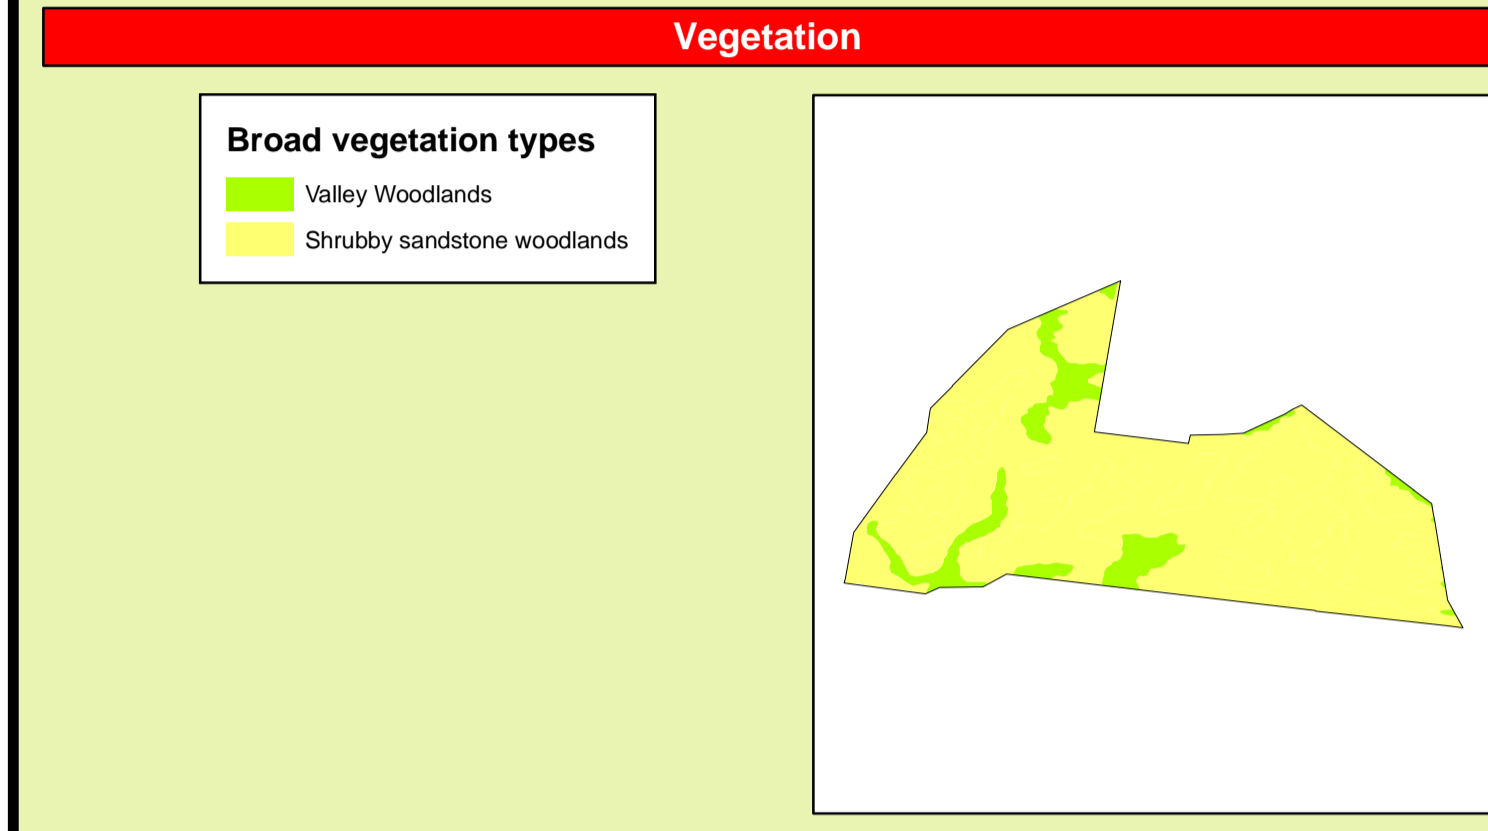 Vegetation
Broad vegetation types
Valley Woodlands
Shrubby sandstone woodlands